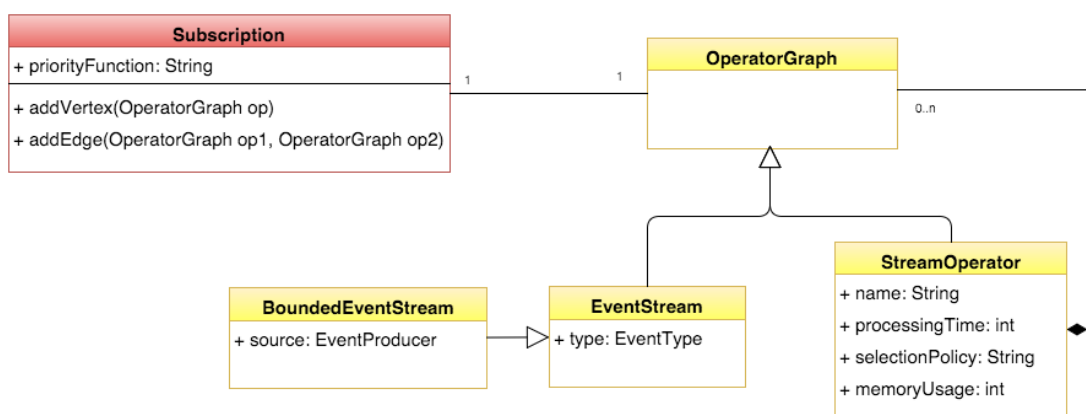 Subscription
+ priorityFunction: String
+ addVertex(OperatorGraph op)
+ addEdge(OperatorGraph op1, OperatorGraph op2)
1
1
OperatorGraph
0..n
BoundedEventStream
+ source: EventProducer
EventStream
+ type: EventType
StreamOperator
+ name: String
+ processingTime: int
+ selectionPolicy: String
+ memoryUsage: int